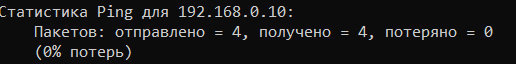 Статистика Ping для 192.168.0.10:
    Пакетов: отправлено = 4, получено = 4, потеряно = 0
    (0% потерь)